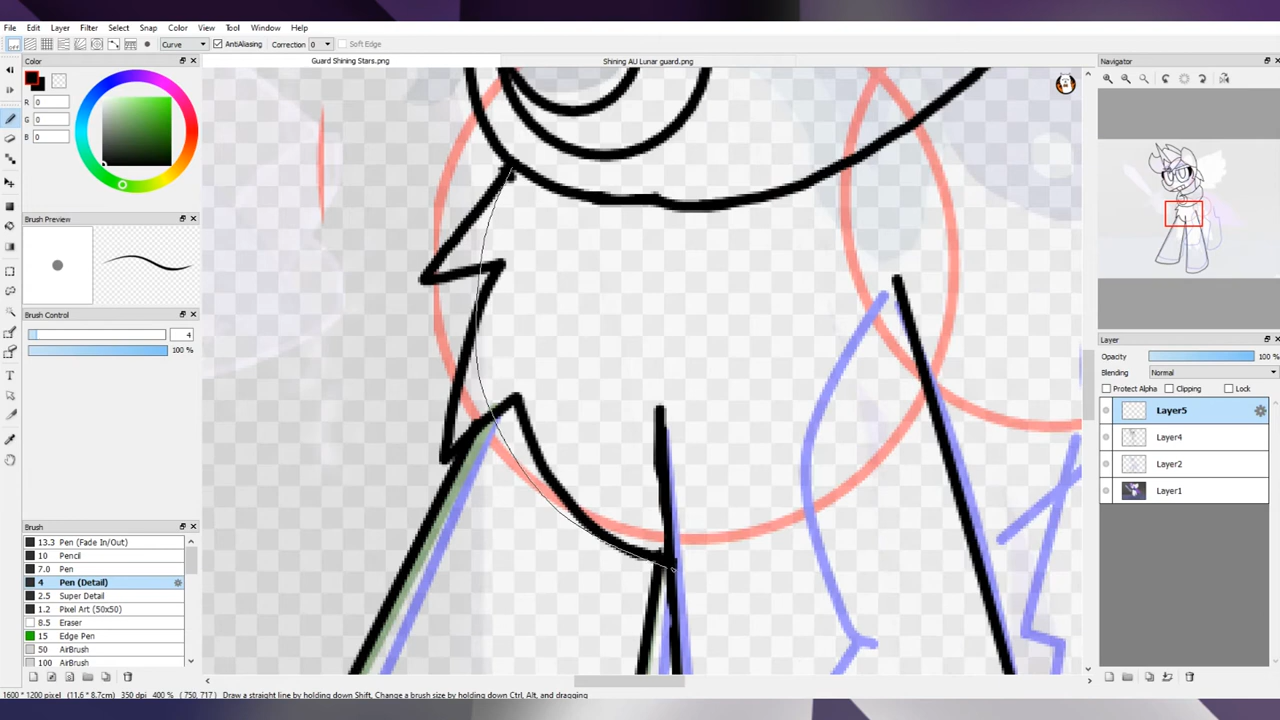 File Edit Layer Filter Select Snap Color View Tool Window Help
OFF Curve AntiAliasing Correction 0 Soft Edge
Color Guard Shining Stars.png Shining AU Lunar guard.png Navigator
R 0
G 0
B 0
Brush Preview
Brush Control
4
100 %
Layer
Opacity 100 %
Blending Normal
Protect Alpha Clipping Lock
Layer5
Layer4
Layer2
Layer1
Brush
13.3 Pen (Fade In/Out)
10 Pencil
7.0 Pen
4 Pen (Detail)
2.5 Super Detail
1.2 Pixel Art (50x50)
8.5 Eraser
15 Edge Pen
50 AirBrush
100 AirBrush
1600 * 1200 pixel (11.6 * 8.7cm) 350 dpi 400 % ( 750, 717 ) Draw a straight line by holding down Shift, Change a brush size by holding down Ctrl, Alt, and dragging